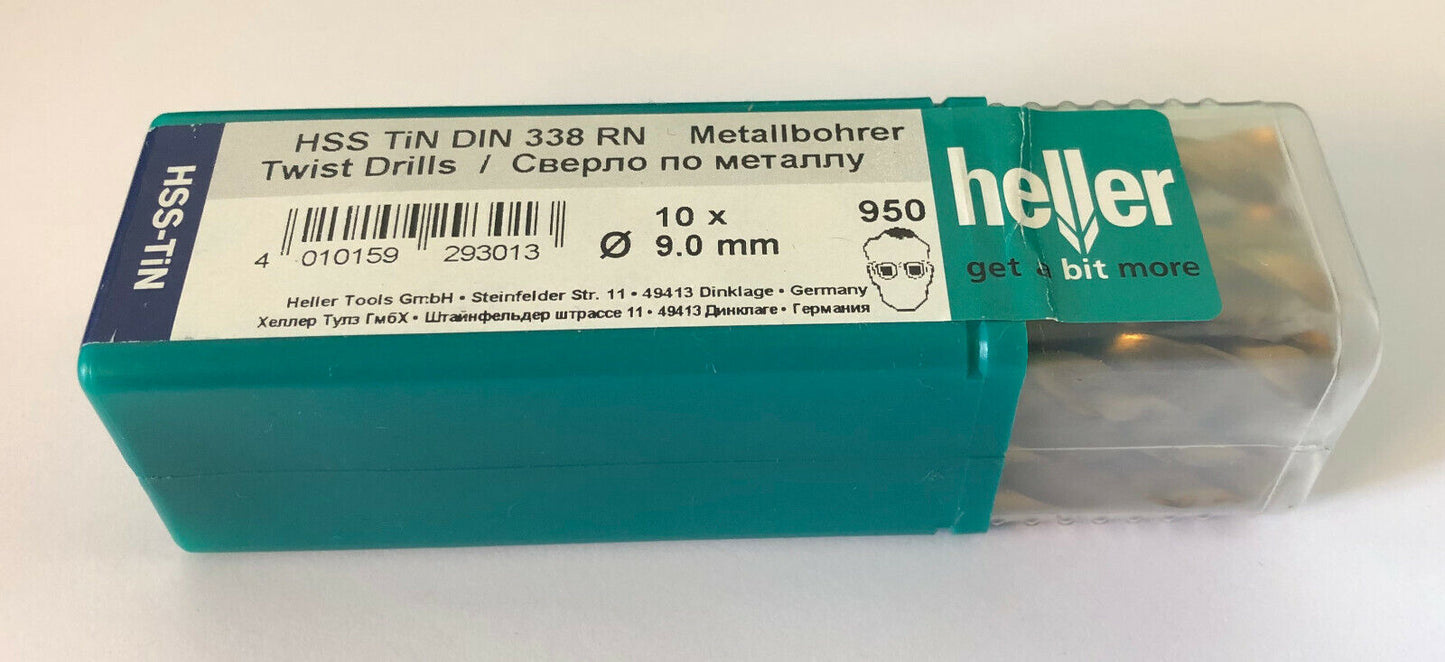 HSS-TiN
HSS TiN DIN 338 RN Metallbohrer
Twist Drills / Сверло по металлу
4 010159 293013
10 x
Ø 9.0 mm
950
Heller Tools GmbH • Steinfelder Str. 11 • 49413 Dinklage • Germany
Хеллер Тулз ГмбХ • Штайнфельдер штрассе 11 • 49413 Динклаге • Германия
heller
get a bit more